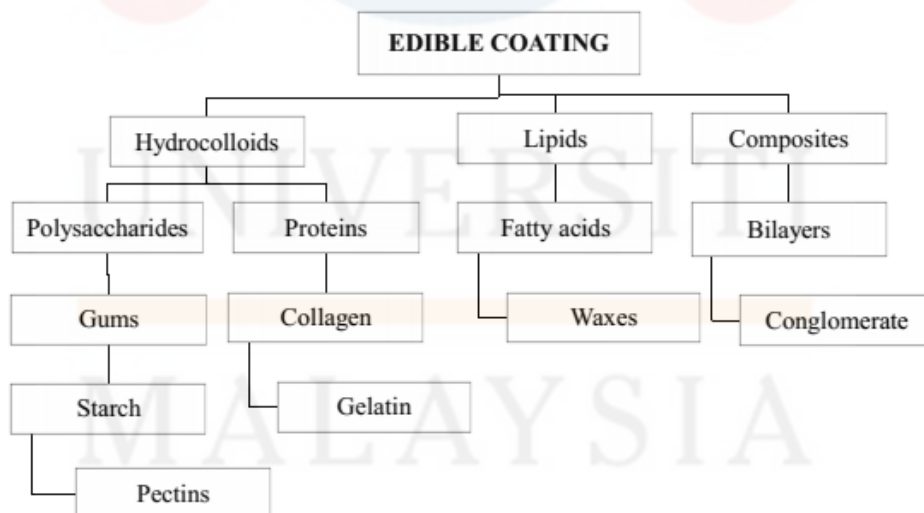 EDIBLE COATING
Hydrocolloids
Lipids
Composites
Polysaccharides
Proteins
Fatty acids
Bilayers
Gums
Collagen
Waxes
Conglomerate
Starch
Gelatin
Pectins
UNIVERSITI
MALAYSIA